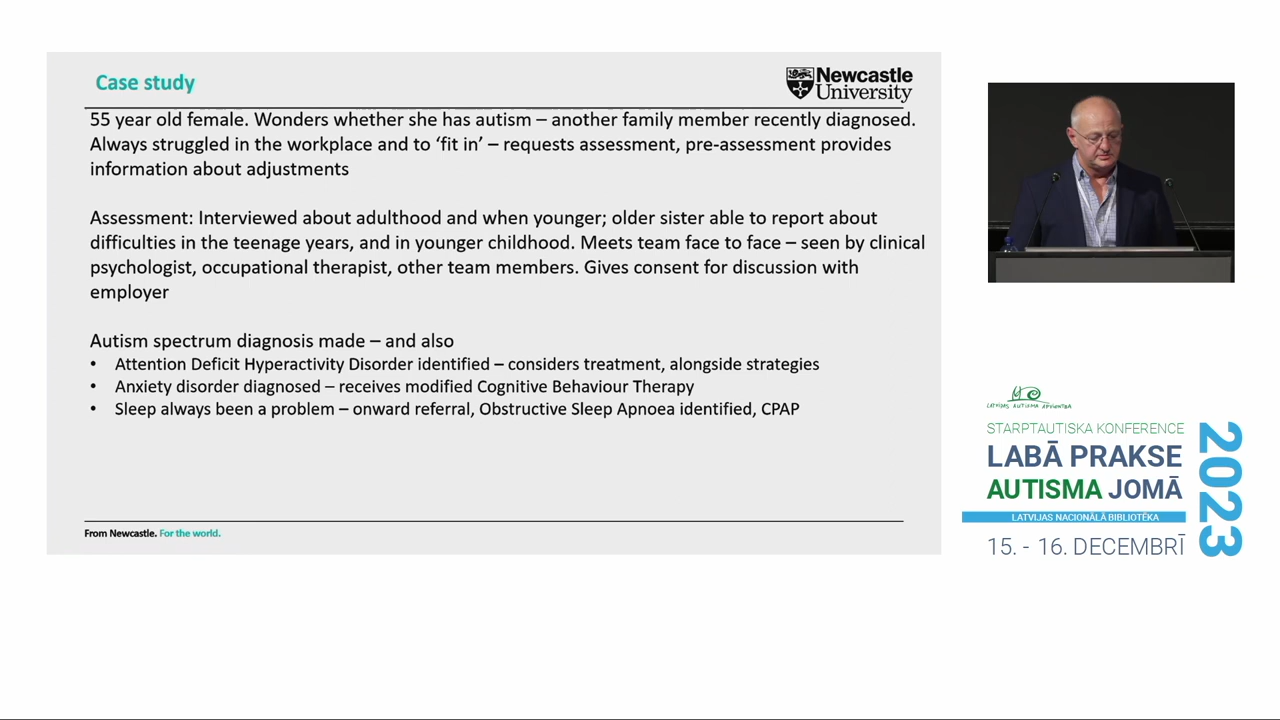 Case study
Newcastle
University
55 year old female. Wonders whether she has autism – another family member recently diagnosed.
Always struggled in the workplace and to ‘fit in’ – requests assessment, pre-assessment provides
information about adjustments
Assessment: Interviewed about adulthood and when younger; older sister able to report about
difficulties in the teenage years, and in younger childhood. Meets team face to face – seen by clinical
psychologist, occupational therapist, other team members. Gives consent for discussion with
employer
Autism spectrum diagnosis made – and also
• Attention Deficit Hyperactivity Disorder identified – considers treatment, alongside strategies
• Anxiety disorder diagnosed – receives modified Cognitive Behaviour Therapy
• Sleep always been a problem – onward referral, Obstructive Sleep Apnoea identified, CPAP
From Newcastle. For the world.
LATVIJAS AUTISMA APVIENĪBA
STARPTAUTISKA KONFERENCE
LABĀ PRAKSE
AUTISMA JOMĀ
LATVIJAS NACIONĀLĀ BIBLIOTĒKA
15. - 16. DECEMBRĪ
2023